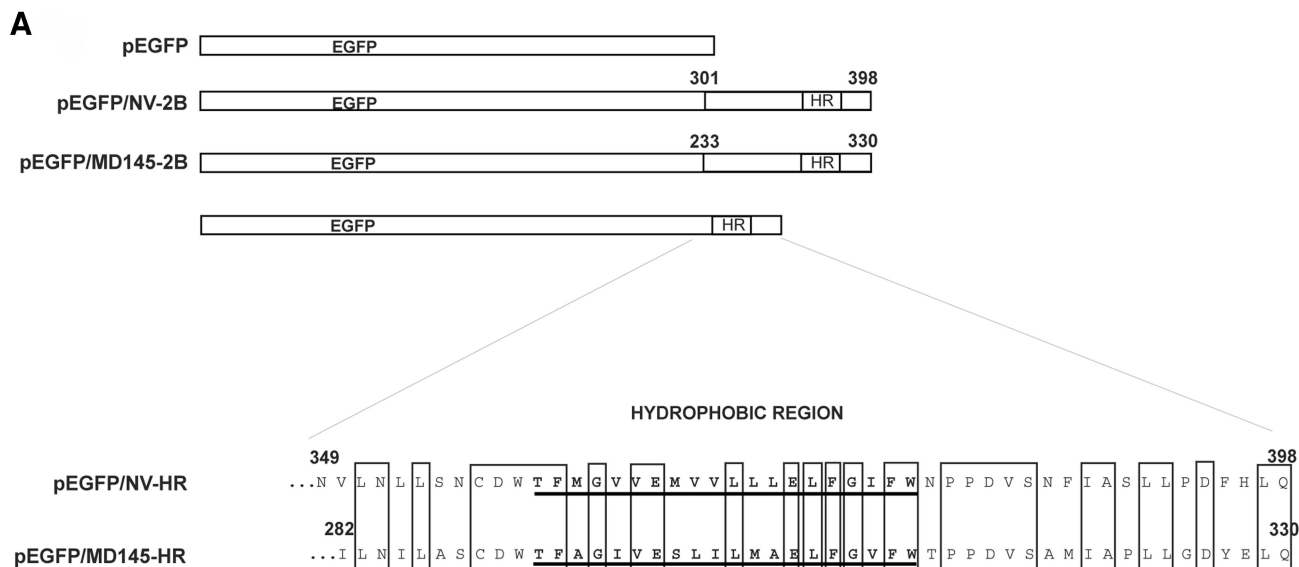 A
pEGFP EGFP
301 398
pEGFP/NV-2B EGFP HR
233 330
pEGFP/MD145-2B EGFP HR
EGFP HR
HYDROPHOBIC REGION
349 398
pEGFP/NV-HR ...N V L N L L S N C D W T F M G V V E M V V L L L E L F G I F W N P P D V S N F I A S L L P D F H L Q
282 330
pEGFP/MD145-HR ...I L N I L A S C D W T F A G I V E S L I L M A E L F G V F W T P P D V S A M I A P L L G D Y E L Q